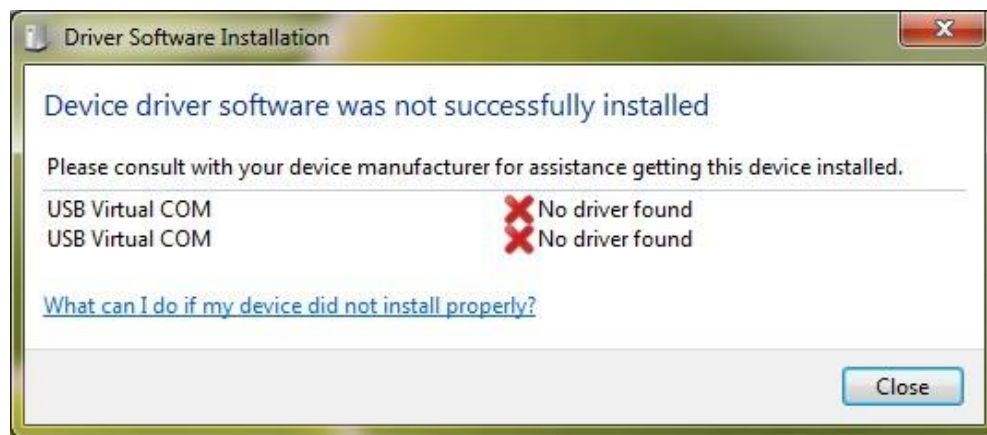 Driver Software Installation
Device driver software was not successfully installed
Please consult with your device manufacturer for assistance getting this device installed.
USB Virtual COM No driver found
USB Virtual COM No driver found
What can I do if my device did not install properly?
Close